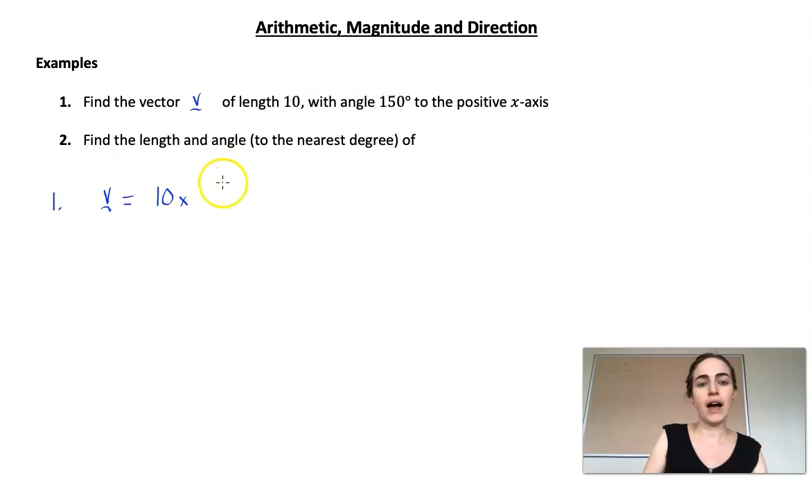 Arithmetic, Magnitude and Direction
Examples
1. Find the vector v of length 10, with angle 150° to the positive x-axis
2. Find the length and angle (to the nearest degree) of
1. v = 10 x